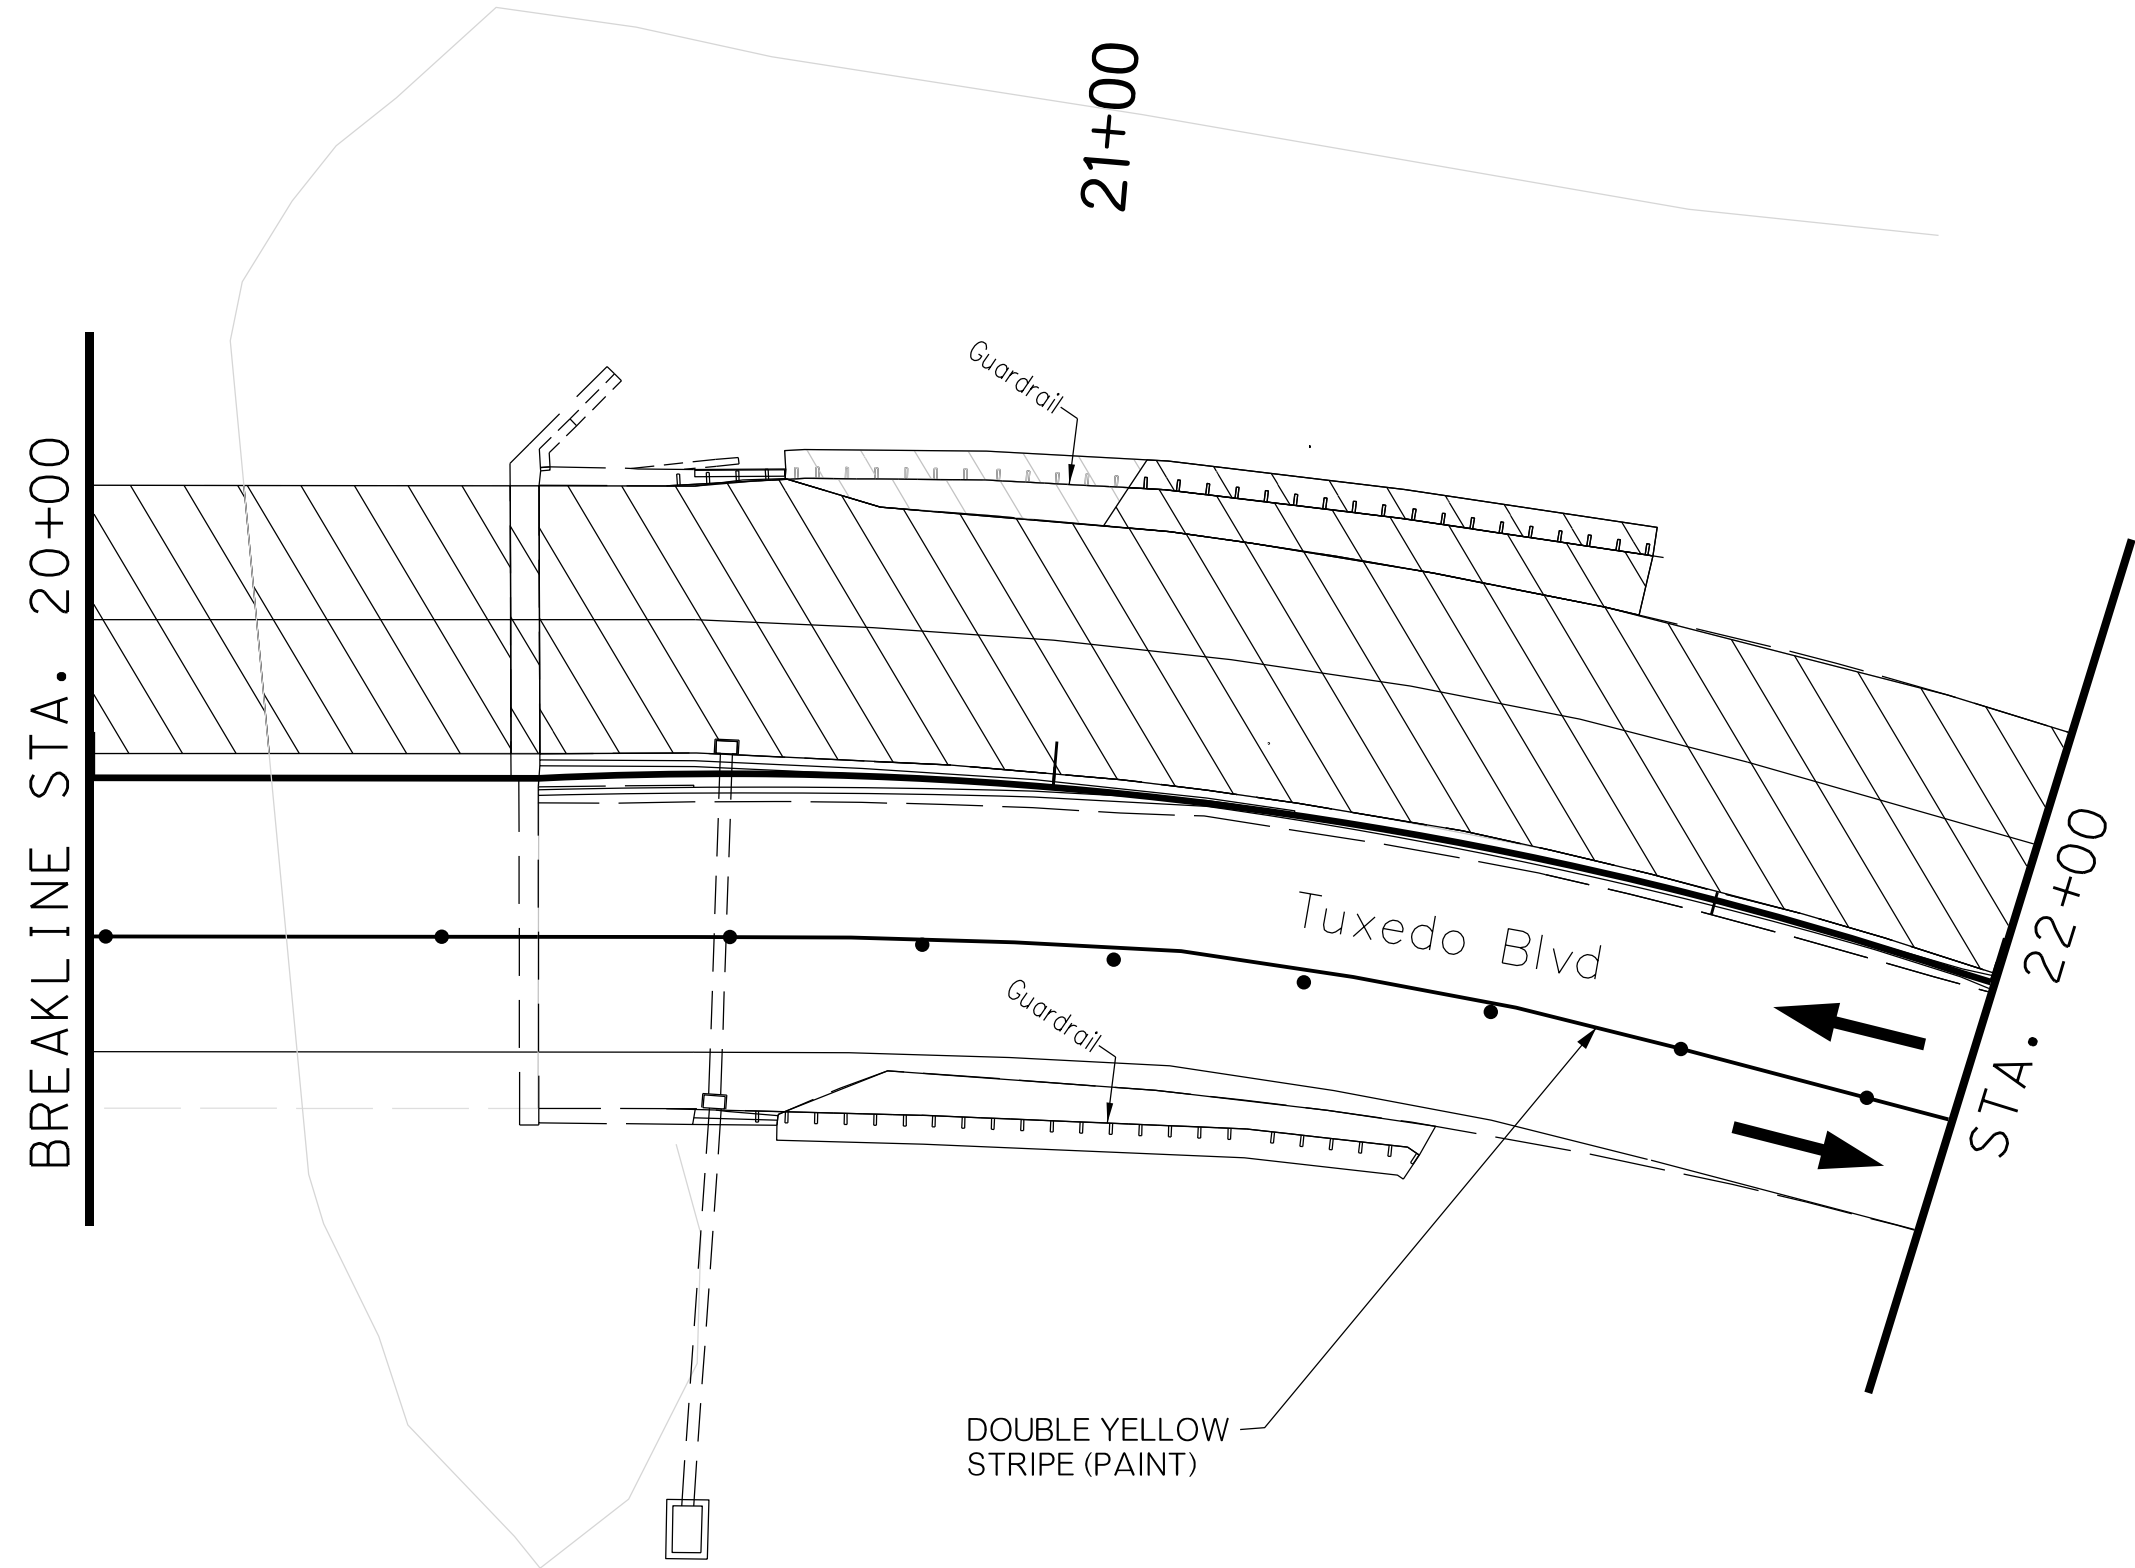 21+00
BREAKLINE STA. 20+00
Guardrail
Tuxedo Blvd
Guardrail
STA. 22+00
DOUBLE YELLOW
STRIPE (PAINT)